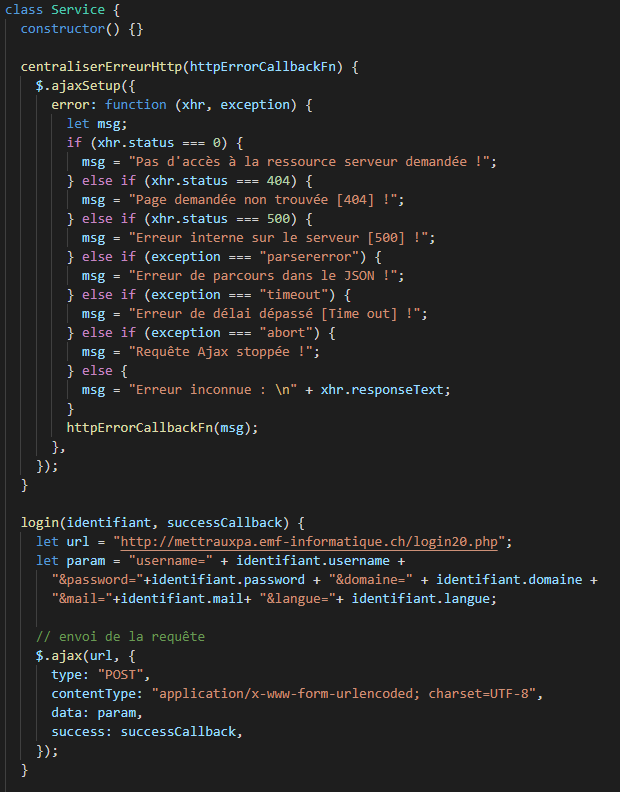 class Service {
  constructor() {}

  centraliserErreurHttp(httpErrorCallbackFn) {
    $.ajaxSetup({
      error: function (xhr, exception) {
        let msg;
        if (xhr.status === 0) {
          msg = "Pas d'accès à la ressource serveur demandée !";
        } else if (xhr.status === 404) {
          msg = "Page demandée non trouvée [404] !";
        } else if (xhr.status === 500) {
          msg = "Erreur interne sur le serveur [500] !";
        } else if (exception === "parsererror") {
          msg = "Erreur de parcours dans le JSON !";
        } else if (exception === "timeout") {
          msg = "Erreur de délai dépassé [Time out] !";
        } else if (exception === "abort") {
          msg = "Requête Ajax stoppée !";
        } else {
          msg = "Erreur inconnue : \n" + xhr.responseText;
        }
        httpErrorCallbackFn(msg);
      },
    });
  }

  login(identifiant, successCallback) {
    let url = "http://mettrauxpa.emf-informatique.ch/login20.php";
    let param = "username=" + identifiant.username +
      "&password="+identifiant.password + "&domaine=" + identifiant.domaine +
      "&mail="+identifiant.mail+ "&langue="+ identifiant.langue;

    // envoi de la requête
    $.ajax(url, {
      type: "POST",
      contentType: "application/x-www-form-urlencoded; charset=UTF-8",
      data: param,
      success: successCallback,
    });
  }